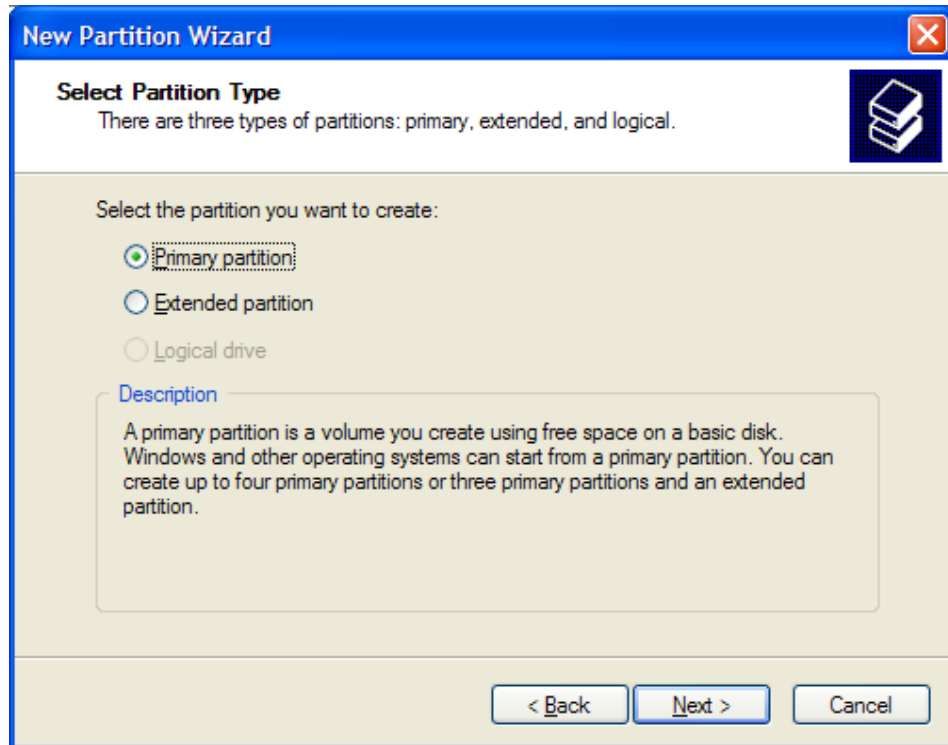 New Partition Wizard
Select Partition Type
There are three types of partitions: primary, extended, and logical.
Select the partition you want to create:
Primary partition
Extended partition
Logical drive
Description
A primary partition is a volume you create using free space on a basic disk.
Windows and other operating systems can start from a primary partition. You can
create up to four primary partitions or three primary partitions and an extended
partition.
< Back
Next >
Cancel